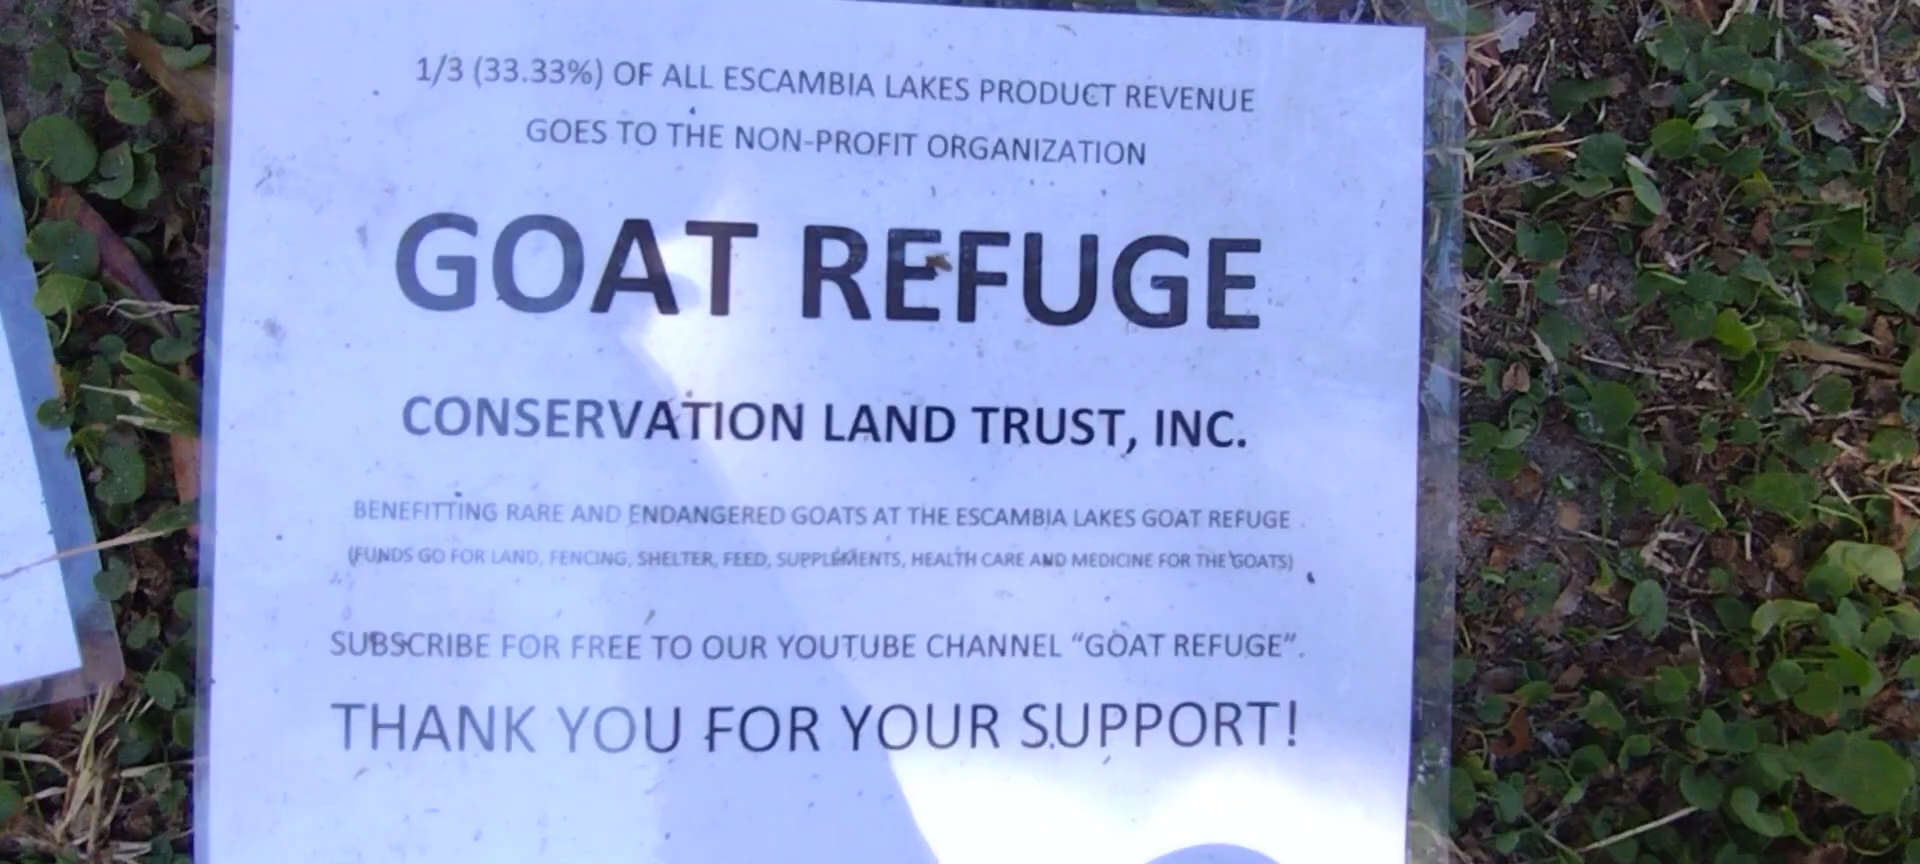 1/3 (33.33%) OF ALL ESCAMBIA LAKES PRODUCT REVENUE
GOES TO THE NON-PROFIT ORGANIZATION
GOAT REFUGE
CONSERVATION LAND TRUST, INC.
BENEFITTING RARE AND ENDANGERED GOATS AT THE ESCAMBIA LAKES GOAT REFUGE
(FUNDS GO FOR LAND, FENCING, SHELTER, FEED, SUPPLEMENTS, HEALTH CARE AND MEDICINE FOR THE GOATS)
SUBSCRIBE FOR FREE TO OUR YOUTUBE CHANNEL “GOAT REFUGE”.
THANK YOU FOR YOUR SUPPORT!